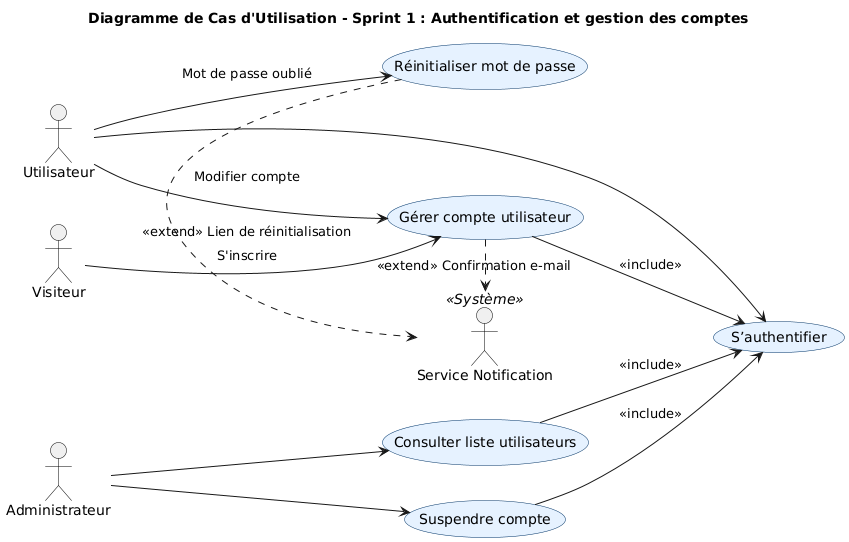 Diagramme de Cas d'Utilisation - Sprint 1 : Authentification et gestion des comptes
Réinitialiser mot de passe
Mot de passe oublié
Utilisateur
Modifier compte
Gérer compte utilisateur
«extend» Lien de réinitialisation
S'inscrire
«extend» Confirmation e-mail
«include»
Visiteur
«Système»
S’authentifier
Service Notification
«include»
«include»
Consulter liste utilisateurs
Administrateur
Suspendre compte